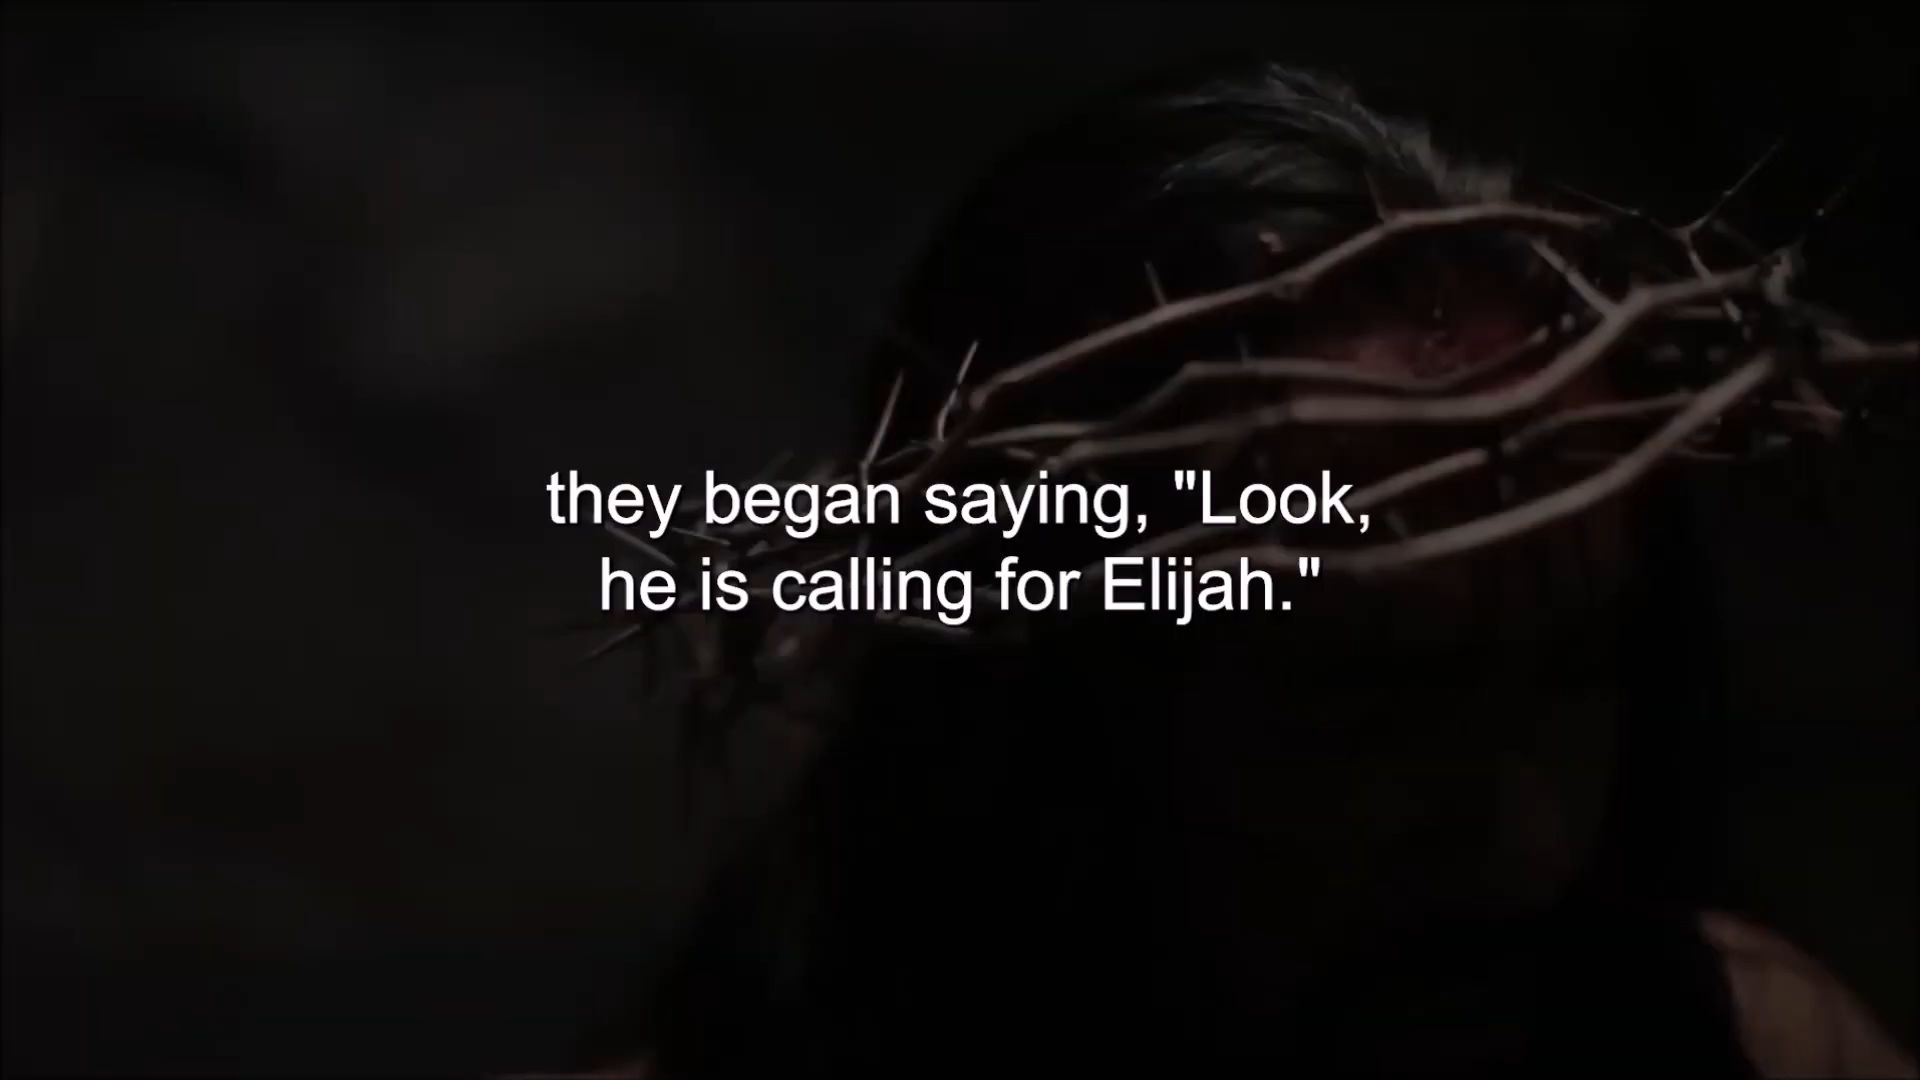 they began saying, "Look,
he is calling for Elijah."